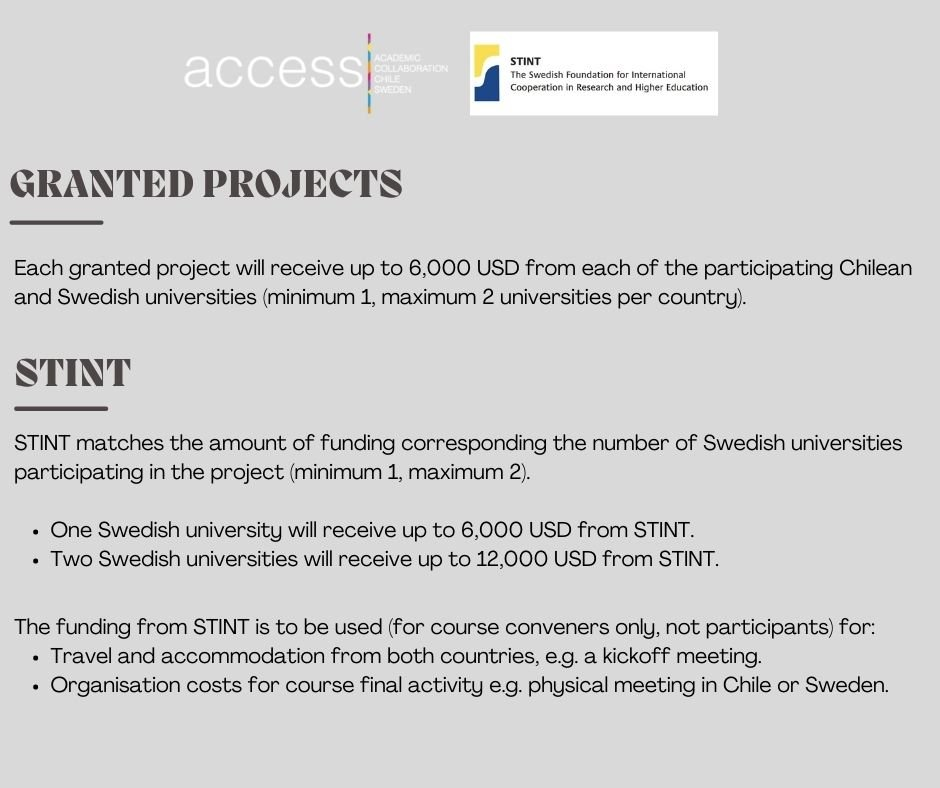 access
ACADEMIC
COLLABORATION
CHILE
SWEDEN
STINT
The Swedish Foundation for International
Cooperation in Research and Higher Education
GRANTED PROJECTS
Each granted project will receive up to 6,000 USD from each of the participating Chilean
and Swedish universities (minimum 1, maximum 2 universities per country).
STINT
STINT matches the amount of funding corresponding the number of Swedish universities
participating in the project (minimum 1, maximum 2).
• One Swedish university will receive up to 6,000 USD from STINT.
• Two Swedish universities will receive up to 12,000 USD from STINT.
The funding from STINT is to be used (for course conveners only, not participants) for:
• Travel and accommodation from both countries, e.g. a kickoff meeting.
• Organisation costs for course final activity e.g. physical meeting in Chile or Sweden.